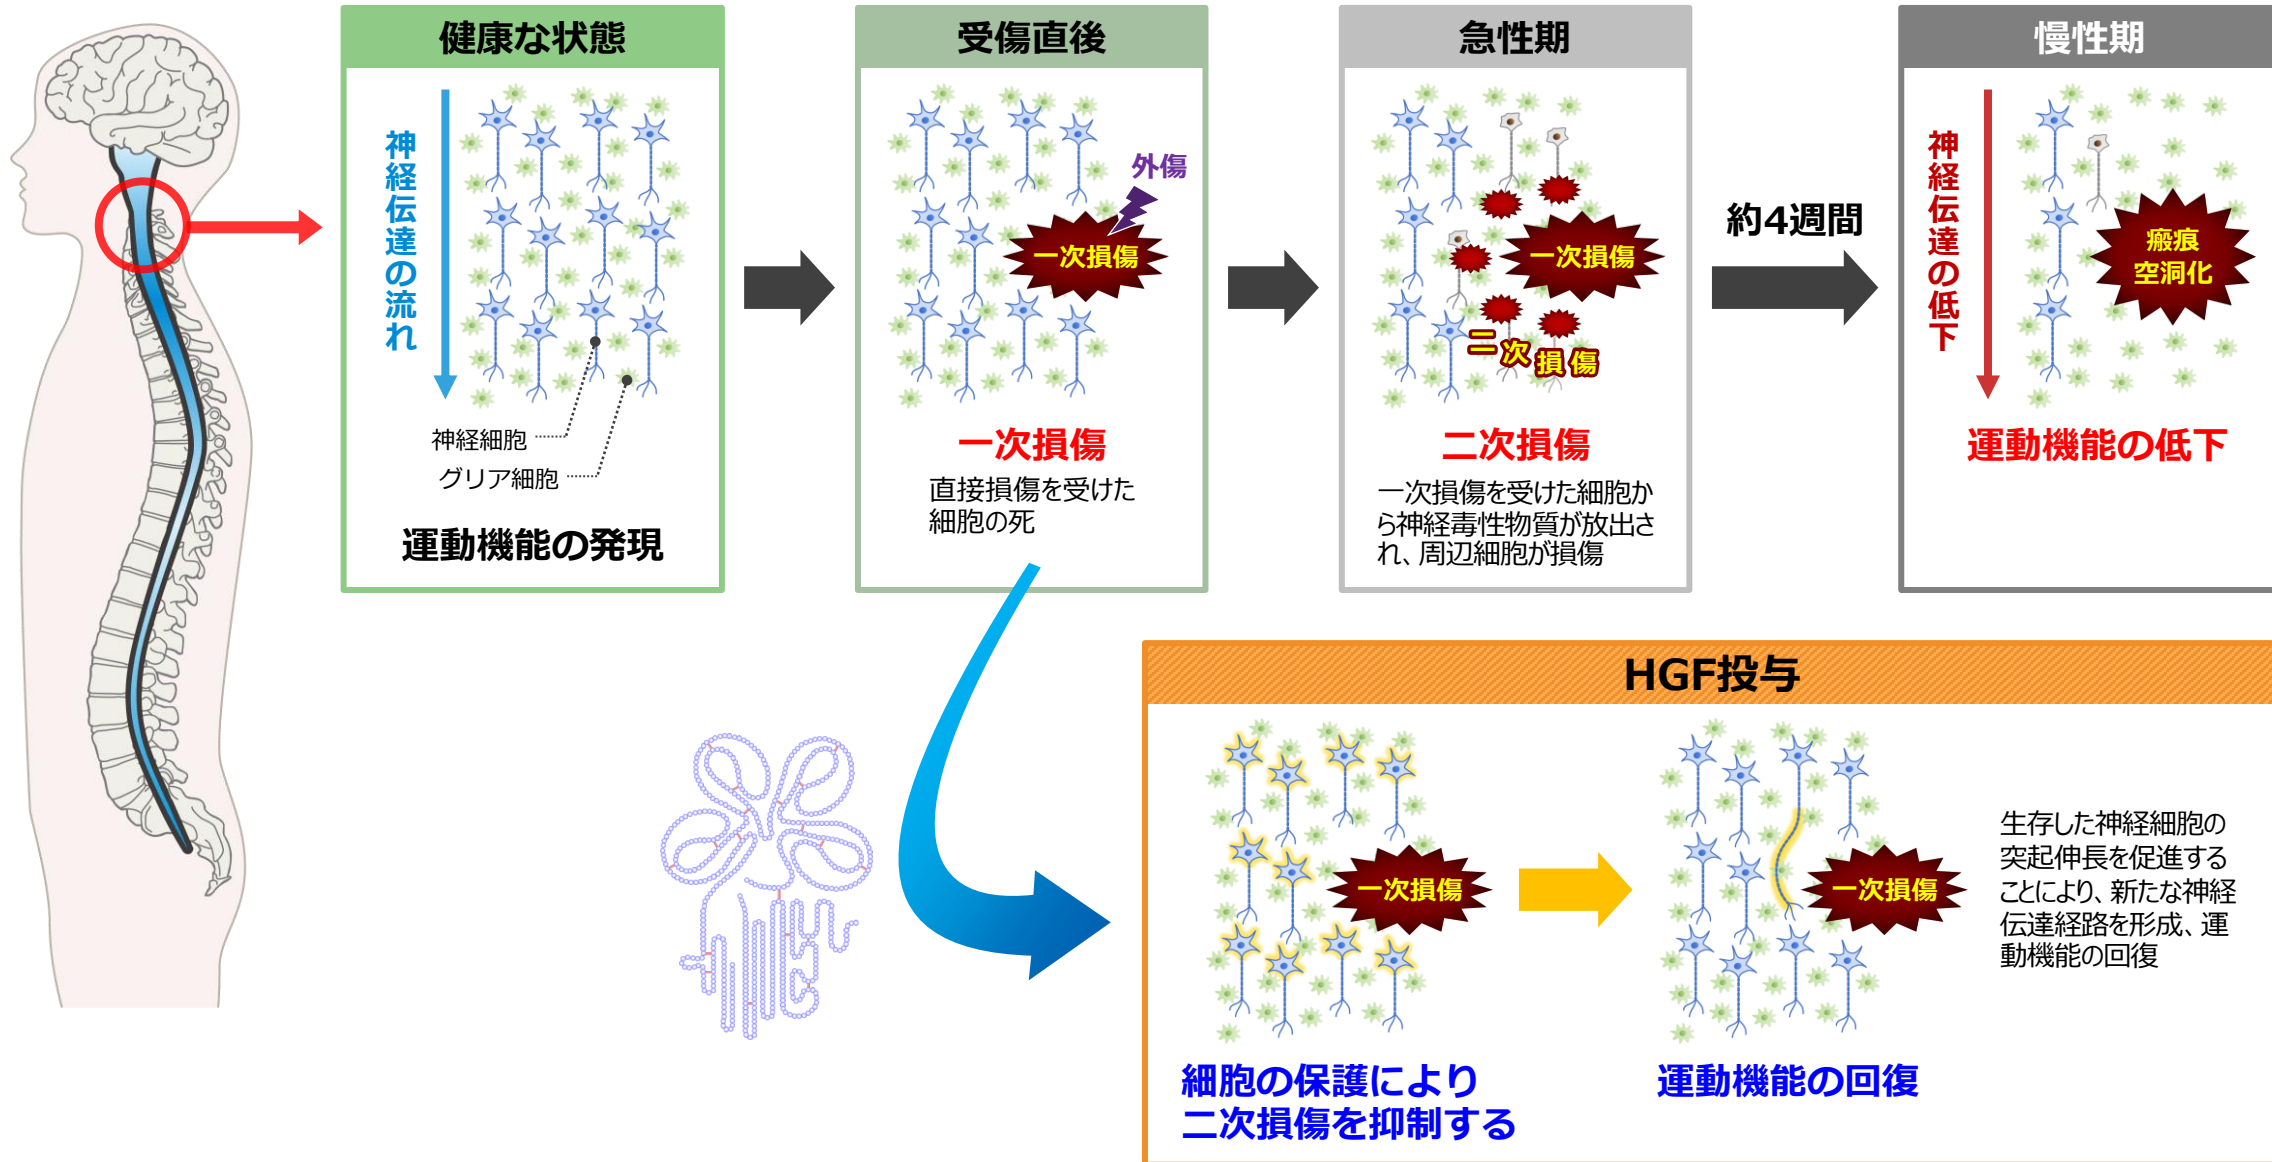 健康な状態
神経伝達の流れ
神経細胞
グリア細胞
運動機能の発現
受傷直後
外傷
一次損傷
一次損傷
直接損傷を受けた
細胞の死
急性期
一次損傷
二次損傷
二次損傷
一次損傷を受けた細胞か
ら神経毒性物質が放出さ
れ、周辺細胞が損傷
約4週間
慢性期
神経伝達の低下
瘢痕
空洞化
運動機能の低下
HGF投与
一次損傷
細胞の保護により
二次損傷を抑制する
一次損傷
運動機能の回復
生存した神経細胞の
突起伸長を促進する
ことにより、新たな神経
伝達経路を形成、運
動機能の回復